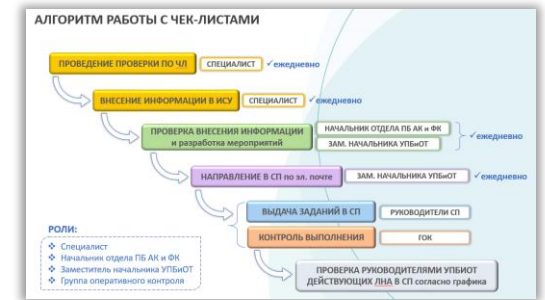 АЛГОРИТМ РАБОТЫ С ЧЕК-ЛИСТАМИ
ПРОВЕДЕНИЕ ПРОВЕРКИ ПО ЧЛ
СПЕЦИАЛИСТ
✓ежедневно
ВНЕСЕНИЕ ИНФОРМАЦИИ В ИСУ
СПЕЦИАЛИСТ
✓ежедневно
ПРОВЕРКА ВНЕСЕНИЯ ИНФОРМАЦИИ
и разработка мероприятий
НАЧАЛЬНИК ОТДЕЛА ПБ АК и ФК
ЗАМ. НАЧАЛЬНИКА УПБиОТ
✓ежедневно
НАПРАВЛЕНИЕ В СП по эл. почте
ЗАМ. НАЧАЛЬНИКА УПБиОТ
✓ежедневно
ВЫДАЧА ЗАДАНИЙ В СП
РУКОВОДИТЕЛИ СП
КОНТРОЛЬ ВЫПОЛНЕНИЯ
ГОК
ПРОВЕРКА РУКОВОДИТЕЛЯМИ УПБИОТ
ДЕЙСТВУЮЩИХ ЛНА В СП согласно графика
РОЛИ:
❖ Специалист
❖ Начальник отдела ПБ АК и ФК
❖ Заместитель начальника УПБиОТ
❖ Группа оперативного контроля